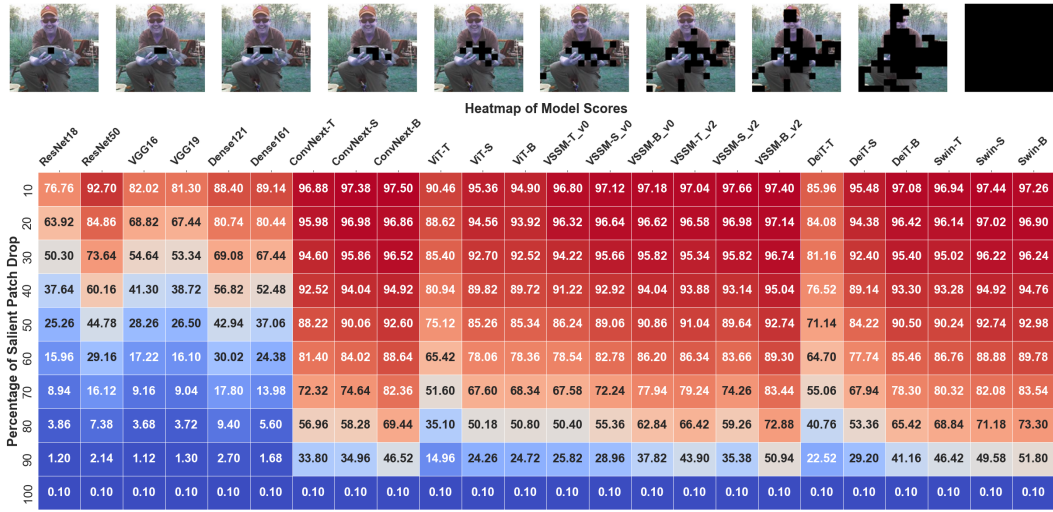 Heatmap of Model Scores
ResNet18 ResNet50 VGG16 VGG19 Dense121 Dense161 ConvNext-T ConvNext-S ConvNext-B ViT-T ViT-S ViT-B VSSM-T_v0 VSSM-S_v0 VSSM-B_v0 VSSM-T_v2 VSSM-S_v2 VSSM-B_v2 DeiT-T DeiT-S DeiT-B Swin-T Swin-S Swin-B
Percentage of Salient Patch Drop
10 76.76 92.70 82.02 81.30 88.40 89.14 96.88 97.38 97.50 90.46 95.36 94.90 96.80 97.12 97.18 97.04 97.66 97.40 85.96 95.48 97.08 96.94 97.44 97.26
20 63.92 84.86 68.82 67.44 80.74 80.44 95.98 96.98 96.86 88.62 94.56 93.92 96.32 96.64 96.62 96.58 96.98 97.14 84.08 94.38 96.42 96.14 97.02 96.90
30 50.30 73.64 54.64 53.34 69.08 67.44 94.60 95.86 96.52 85.40 92.70 92.52 94.22 95.66 95.82 95.34 95.82 96.74 81.16 92.40 95.40 95.02 96.22 96.24
40 37.64 60.16 41.30 38.72 56.82 52.48 92.52 94.04 94.92 80.94 89.82 89.72 91.22 92.92 94.04 93.88 93.14 95.04 76.52 89.14 93.30 93.28 94.92 94.76
50 25.26 44.78 28.26 26.50 42.94 37.06 88.22 90.06 92.60 75.12 85.26 85.34 86.24 89.06 90.86 91.04 89.64 92.74 71.14 84.22 90.50 90.24 92.74 92.98
60 15.96 29.16 17.22 16.10 30.02 24.38 81.40 84.02 88.64 65.42 78.06 78.36 78.54 82.78 86.20 86.34 83.66 89.30 64.70 77.74 85.46 86.76 88.88 89.78
70 8.94 16.12 9.16 9.04 17.80 13.98 72.32 74.64 82.36 51.60 67.60 68.34 67.58 72.24 77.94 79.24 74.26 83.44 55.06 67.94 78.30 80.32 82.08 83.54
80 3.86 7.38 3.68 3.72 9.40 5.60 56.96 58.28 69.44 35.10 50.18 50.80 50.40 55.36 62.84 66.42 59.26 72.88 40.76 53.36 65.42 68.84 71.18 73.30
90 1.20 2.14 1.12 1.30 2.70 1.68 33.80 34.96 46.52 14.96 24.26 24.72 25.82 28.96 37.82 43.90 35.38 50.94 22.52 29.20 41.16 46.42 49.58 51.80
100 0.10 0.10 0.10 0.10 0.10 0.10 0.10 0.10 0.10 0.10 0.10 0.10 0.10 0.10 0.10 0.10 0.10 0.10 0.10 0.10 0.10 0.10 0.10 0.10